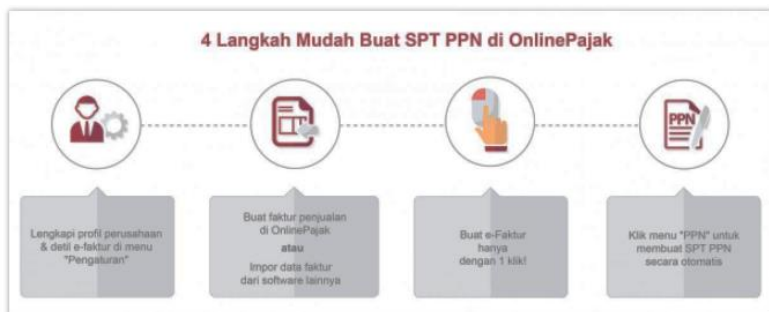 4 Langkah Mudah Buat SPT PPN di OnlinePajak
PPN
Lengkapi profil perusahaan
& detil e-faktur di menu
"Pengaturan"
Buat faktur penjualan
di OnlinePajak
atau
Impor data faktur
dari software lainnya
Buat e-Faktur
hanya
dengan 1 klik!
Klik menu "PPN" untuk
membuat SPT PPN
secara otomatis